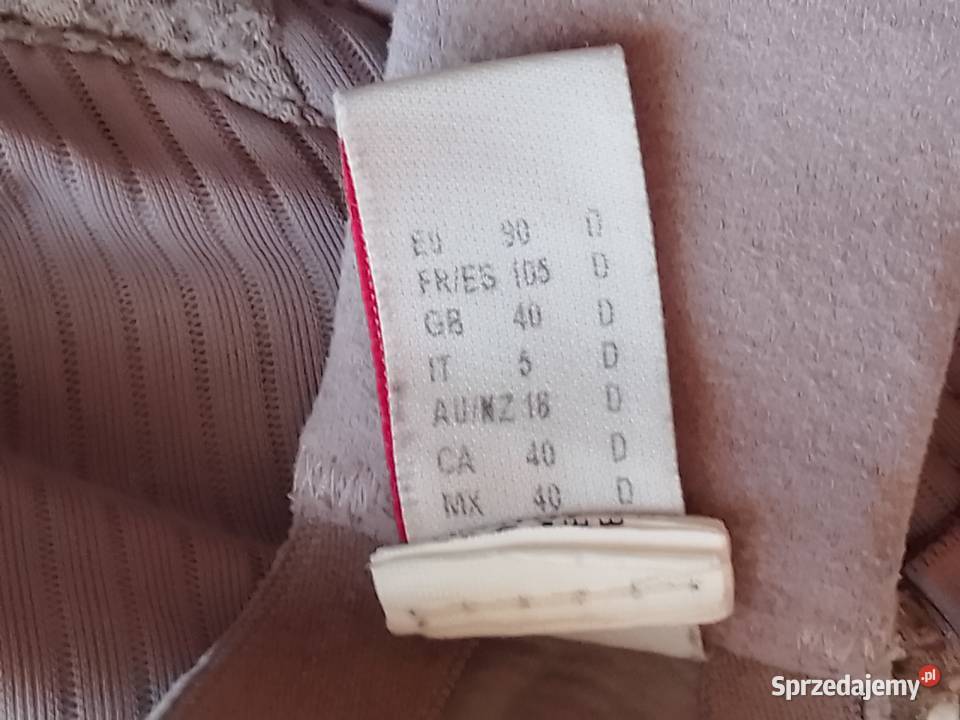 EU 90 D
FR/ES 105 D
GB 40 D
IT 5 D
AU/NZ 18 D
CA 40 D
MX 40 D
Sprzedajemy.pl